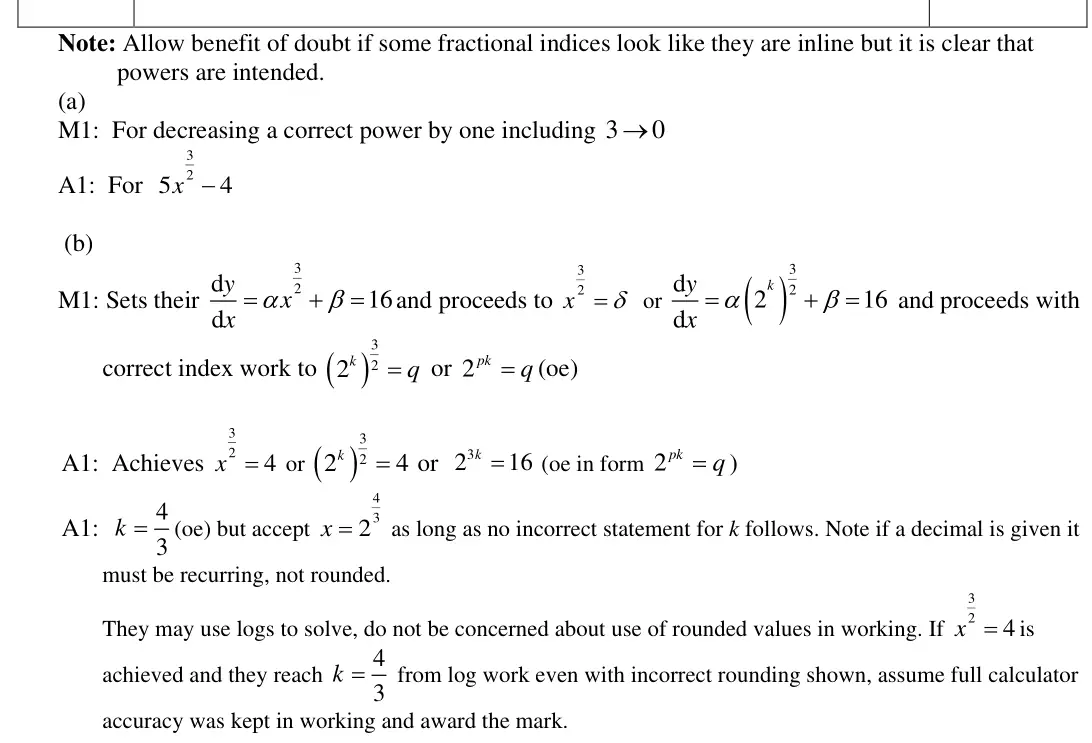 Note: Allow benefit of doubt if some fractional indices look like they are inline but it is clear that
powers are intended.
(a)
M1: For decreasing a correct power by one including 3 → 0
A1: For 5x^(3/2) − 4
(b)
M1: Sets their dy/dx = αx^(3/2) + β = 16 and proceeds to x^(3/2) = δ or dy/dx = α(2^k)^(3/2) + β = 16 and proceeds with
correct index work to (2^k)^(3/2) = q or 2^(pk) = q (oe)
A1: Achieves x^(3/2) = 4 or (2^k)^(3/2) = 4 or 2^(3k) = 16 (oe in form 2^(pk) = q)
A1: k = 4/3 (oe) but accept x = 2^(4/3) as long as no incorrect statement for k follows. Note if a decimal is given it
must be recurring, not rounded.
They may use logs to solve, do not be concerned about use of rounded values in working. If x^(3/2) = 4 is
achieved and they reach k = 4/3 from log work even with incorrect rounding shown, assume full calculator
accuracy was kept in working and award the mark.